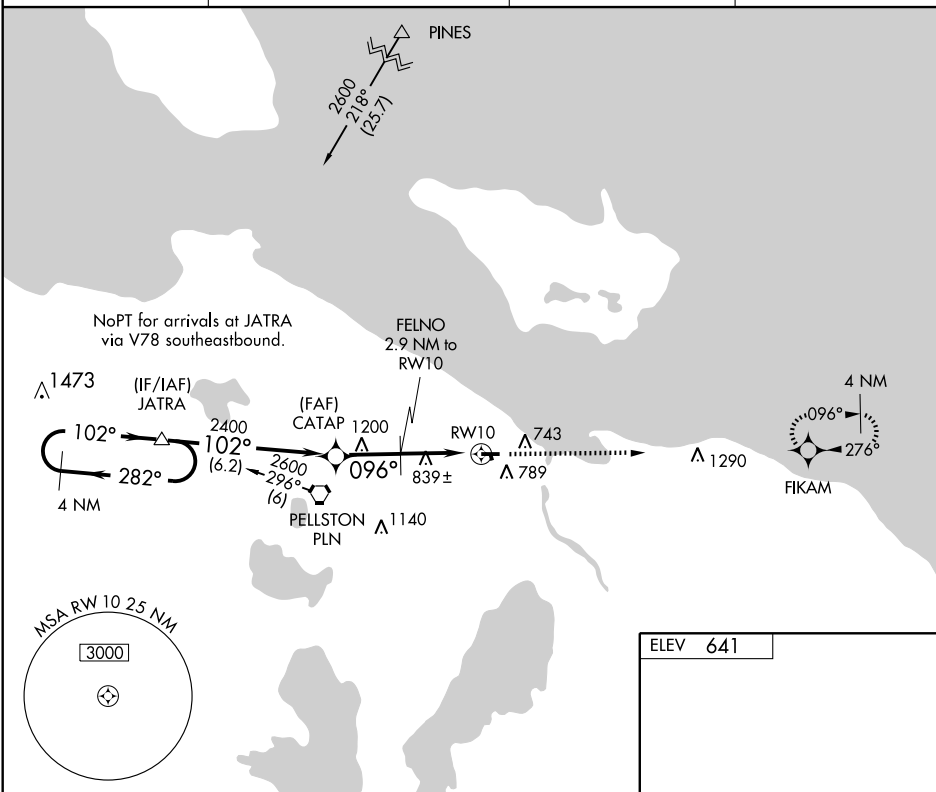 PINES
2600
218°
(25.7)
NoPT for arrivals at JATRA
via V78 southeastbound.
FELNO
2.9 NM to
RW10
1473
(IF/IAF)
JATRA
(FAF)
CATAP
4 NM
102°
2400
102°
(6.2)
1200
096°
RW10
743
096°
276°
282°
2600
296°
(6)
839±
789
1290
FIKAM
4 NM
PELLSTON
PLN
1140
MSA RW 10 25 NM
3000
ELEV 641